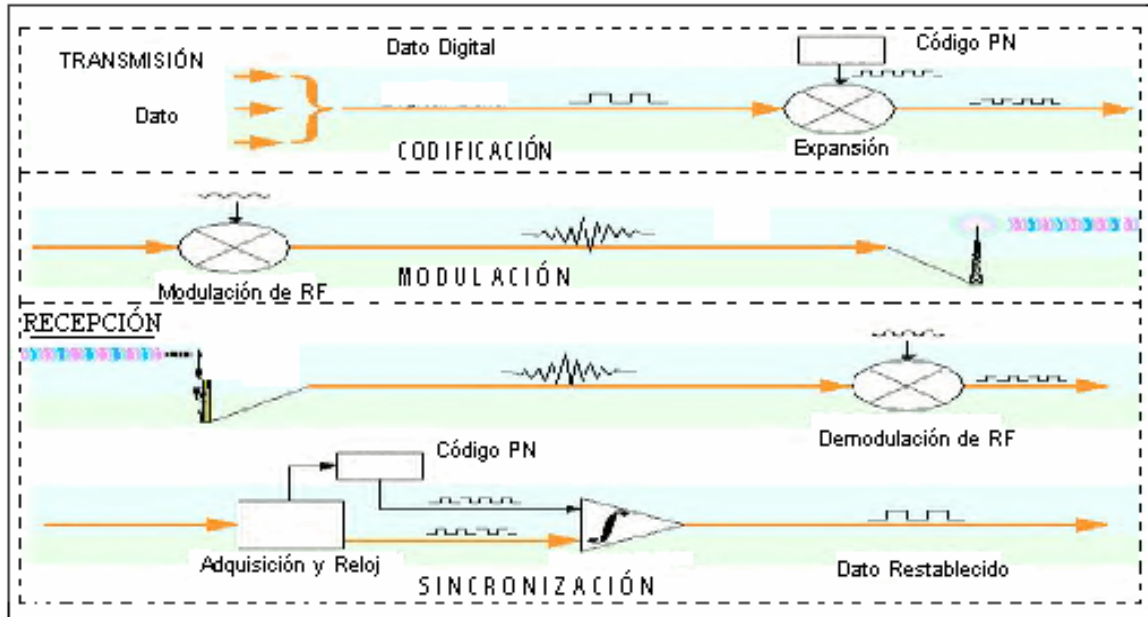 TRANSMISIÓN
Dato Digital
Código PN
Dato
CODIFICACIÓN
Expansión
Modulación de RF
MODULACIÓN
RECEPCIÓN
Demodulación de RF
Código PN
Adquisición y Reloj
SINCRONIZACIÓN
Dato Restablecido